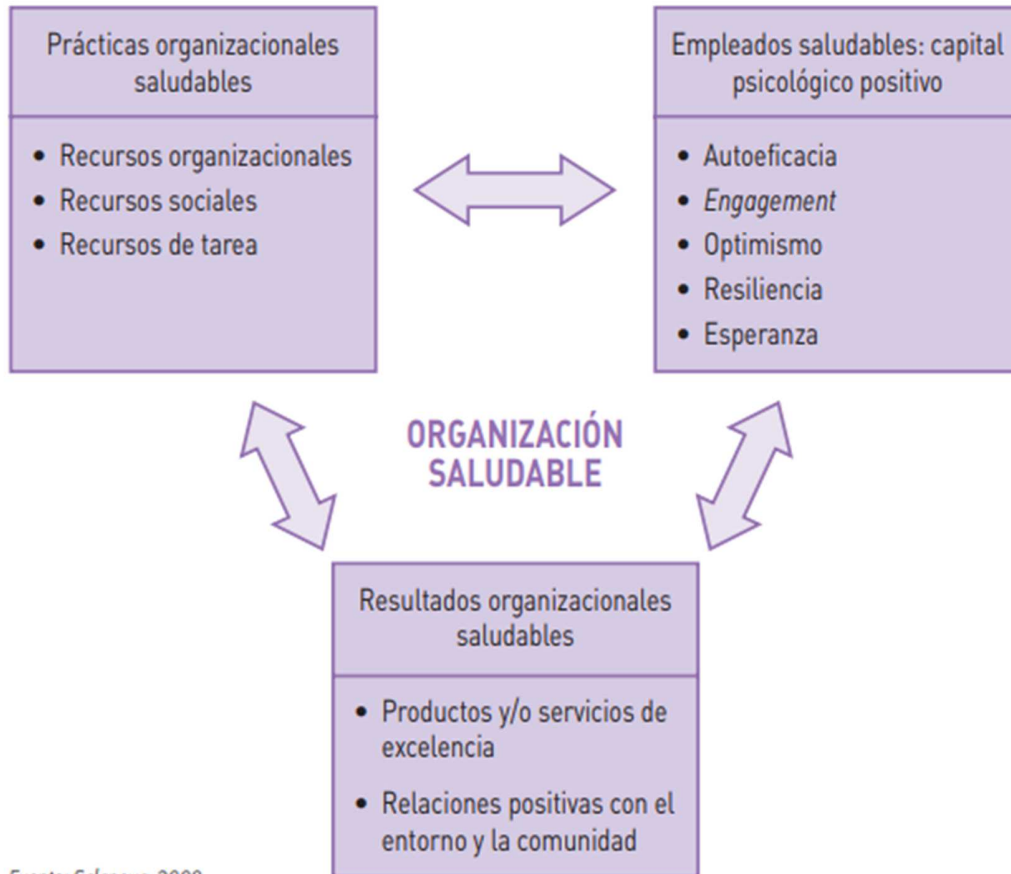 Prácticas organizacionales
saludables
• Recursos organizacionales
• Recursos sociales
• Recursos de tarea
Empleados saludables: capital
psicológico positivo
• Autoeficacia
• Engagement
• Optimismo
• Resiliencia
• Esperanza
ORGANIZACIÓN
SALUDABLE
Resultados organizacionales
saludables
• Productos y/o servicios de
excelencia
• Relaciones positivas con el
entorno y la comunidad